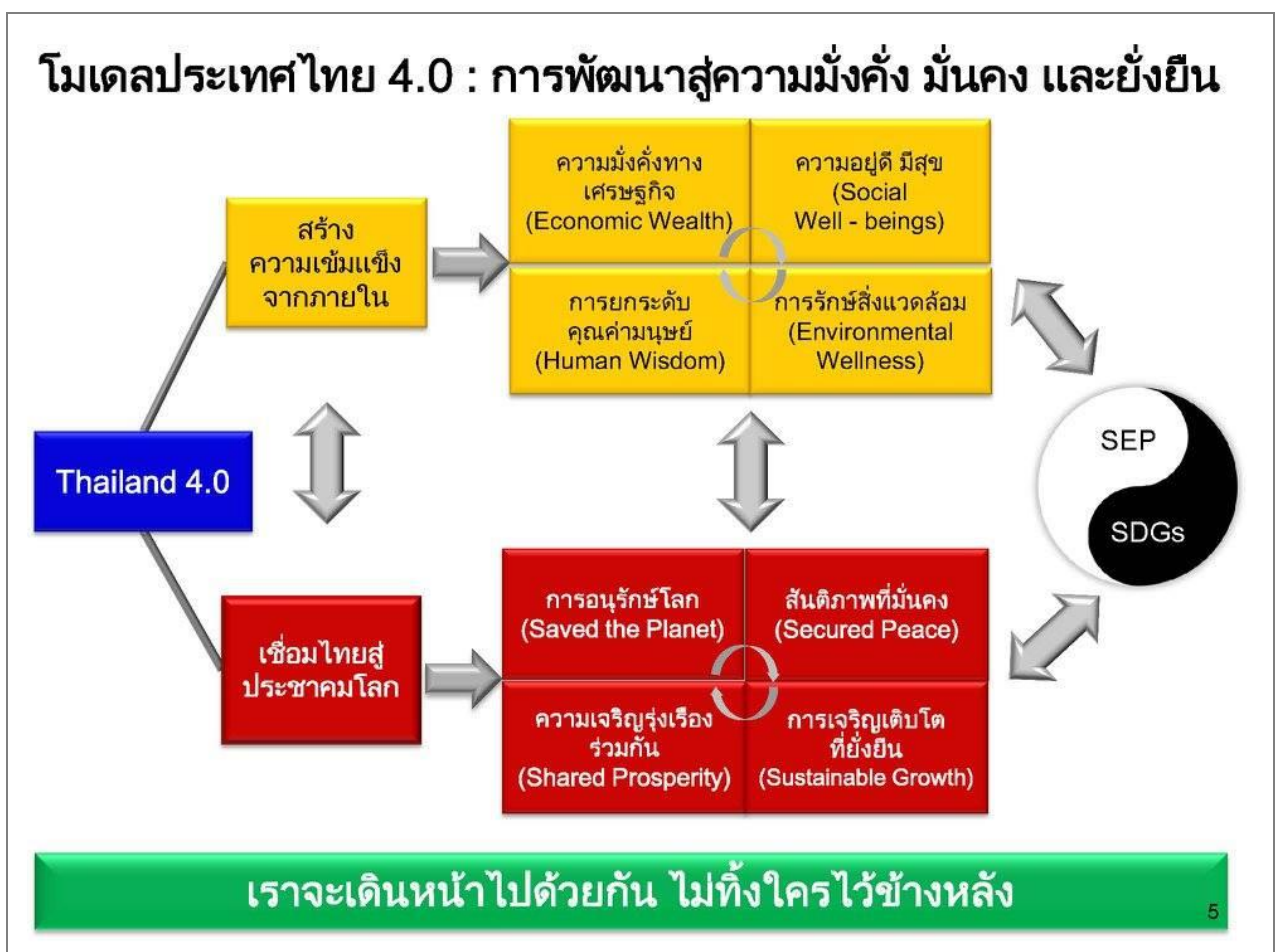 โมเดลประเทศไทย 4.0 : การพัฒนาสู่ความมั่งคั่ง มั่นคง และยั่งยืน
ความมั่งคั่งทาง
เศรษฐกิจ
(Economic Wealth)
ความอยู่ดี มีสุข
(Social
Well - beings)
สร้าง
ความเข้มแข็ง
จากภายใน
การยกระดับ
คุณค่ามนุษย์
(Human Wisdom)
การรักษ์สิ่งแวดล้อม
(Environmental
Wellness)
Thailand 4.0
SEP
SDGs
เชื่อมไทยสู่
ประชาคมโลก
การอนุรักษ์โลก
(Saved the Planet)
สันติภาพที่มั่นคง
(Secured Peace)
ความเจริญรุ่งเรือง
ร่วมกัน
(Shared Prosperity)
การเจริญเติบโต
ที่ยั่งยืน
(Sustainable Growth)
เราจะเดินหน้าไปด้วยกัน ไม่ทิ้งใครไว้ข้างหลัง
5